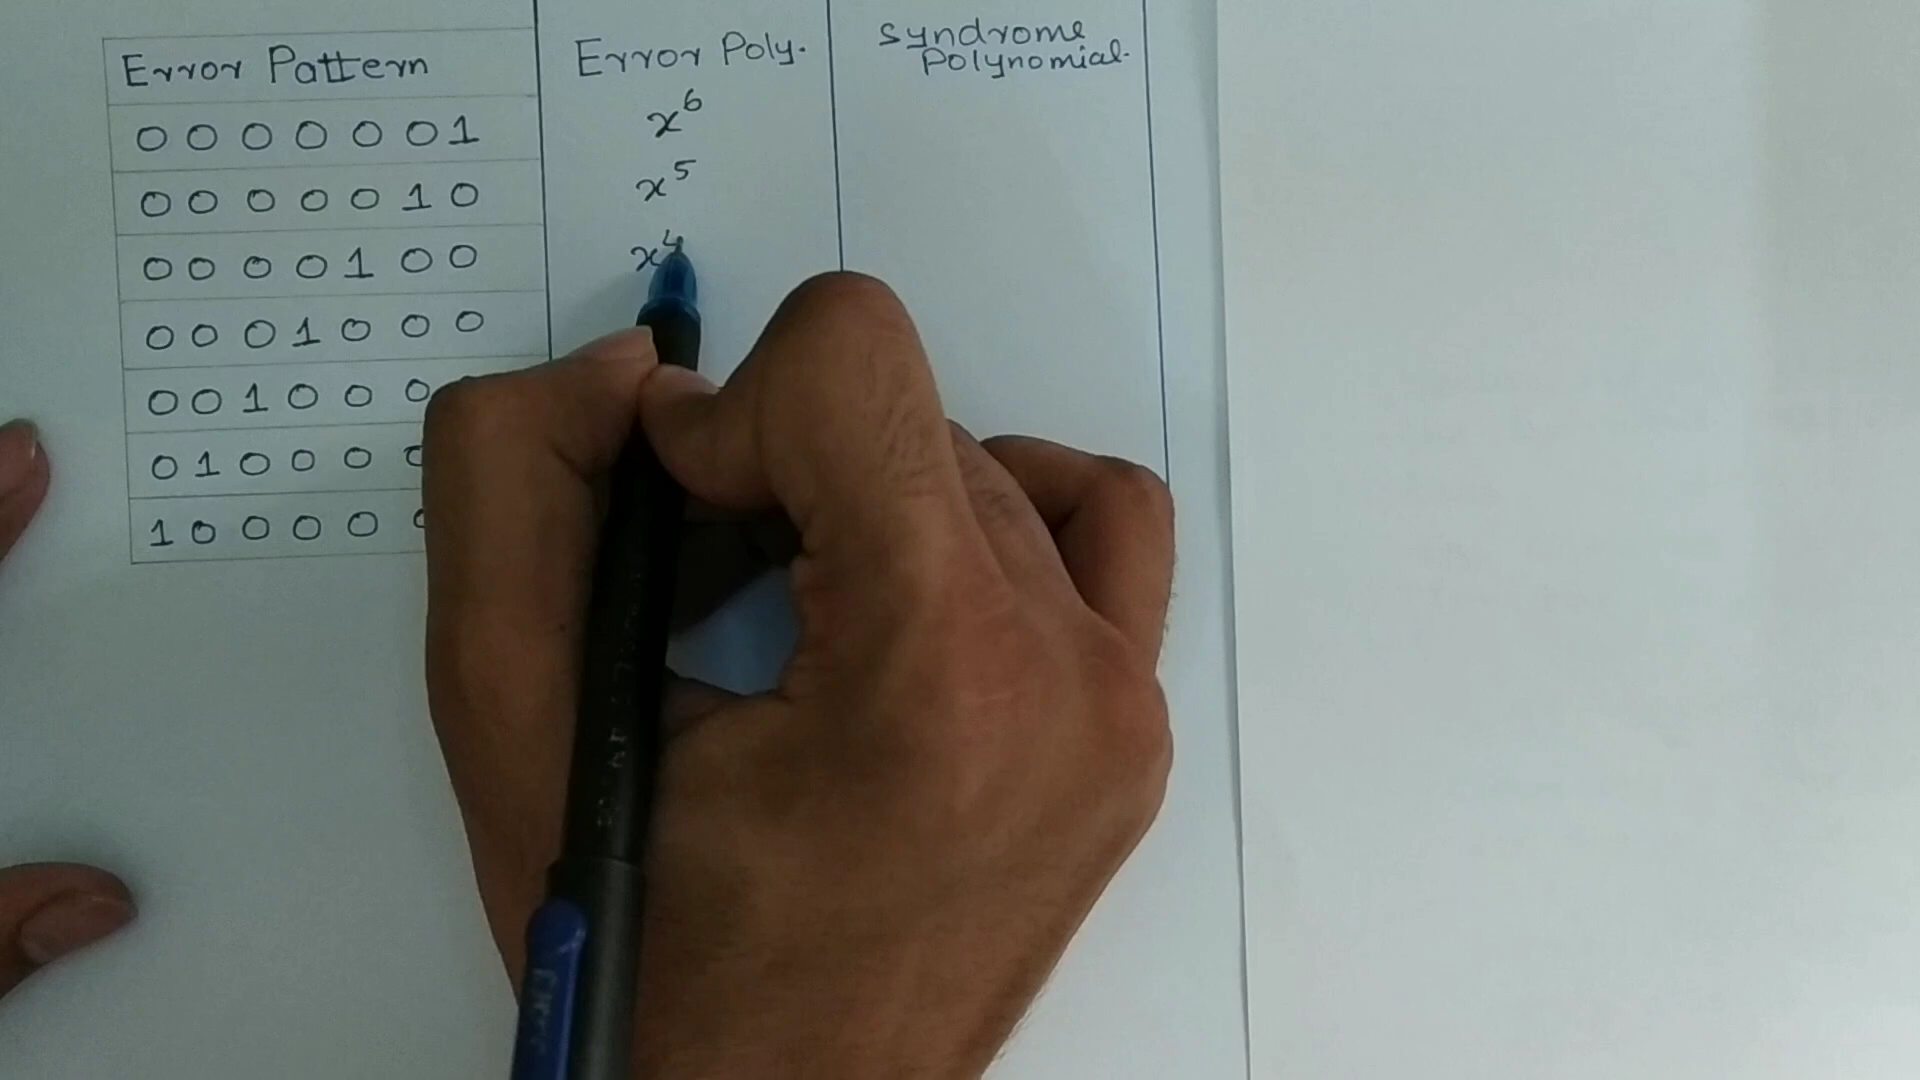 Error Pattern Error Poly. Syndrome Polynomial.
0 0 0 0 0 0 1 x⁶
0 0 0 0 0 1 0 x⁵
0 0 0 0 1 0 0 x⁴
0 0 0 1 0 0 0
0 0 1 0 0 0
0 1 0 0 0 0
1 0 0 0 0 0